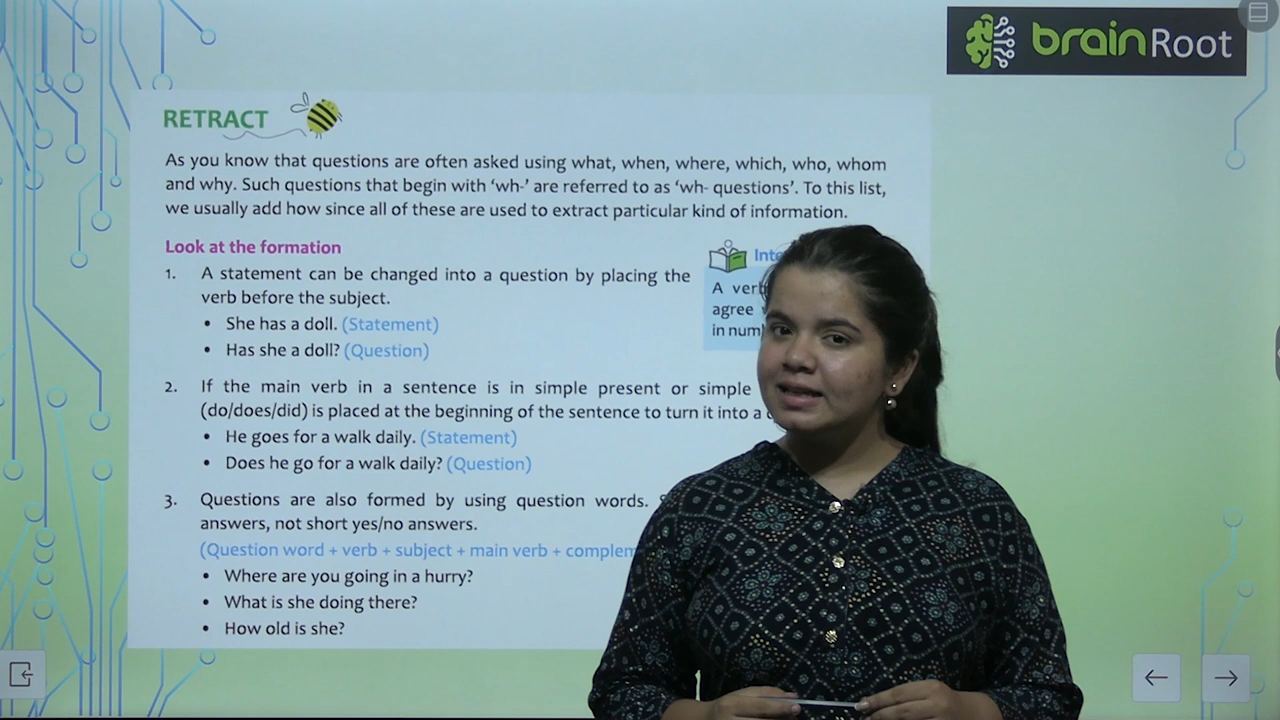 brainRoot
RETRACT
As you know that questions are often asked using what, when, where, which, who, whom
and why. Such questions that begin with ‘wh-’ are referred to as ‘wh- questions’. To this list,
we usually add how since all of these are used to extract particular kind of information.
Look at the formation
1. A statement can be changed into a question by placing the
verb before the subject.
• She has a doll. (Statement)
• Has she a doll? (Question)
A verb
agree
in num
2. If the main verb in a sentence is in simple present or simple
(do/does/did) is placed at the beginning of the sentence to turn it into a
• He goes for a walk daily. (Statement)
• Does he go for a walk daily? (Question)
3. Questions are also formed by using question words.
answers, not short yes/no answers.
(Question word + verb + subject + main verb + complem
• Where are you going in a hurry?
• What is she doing there?
• How old is she?